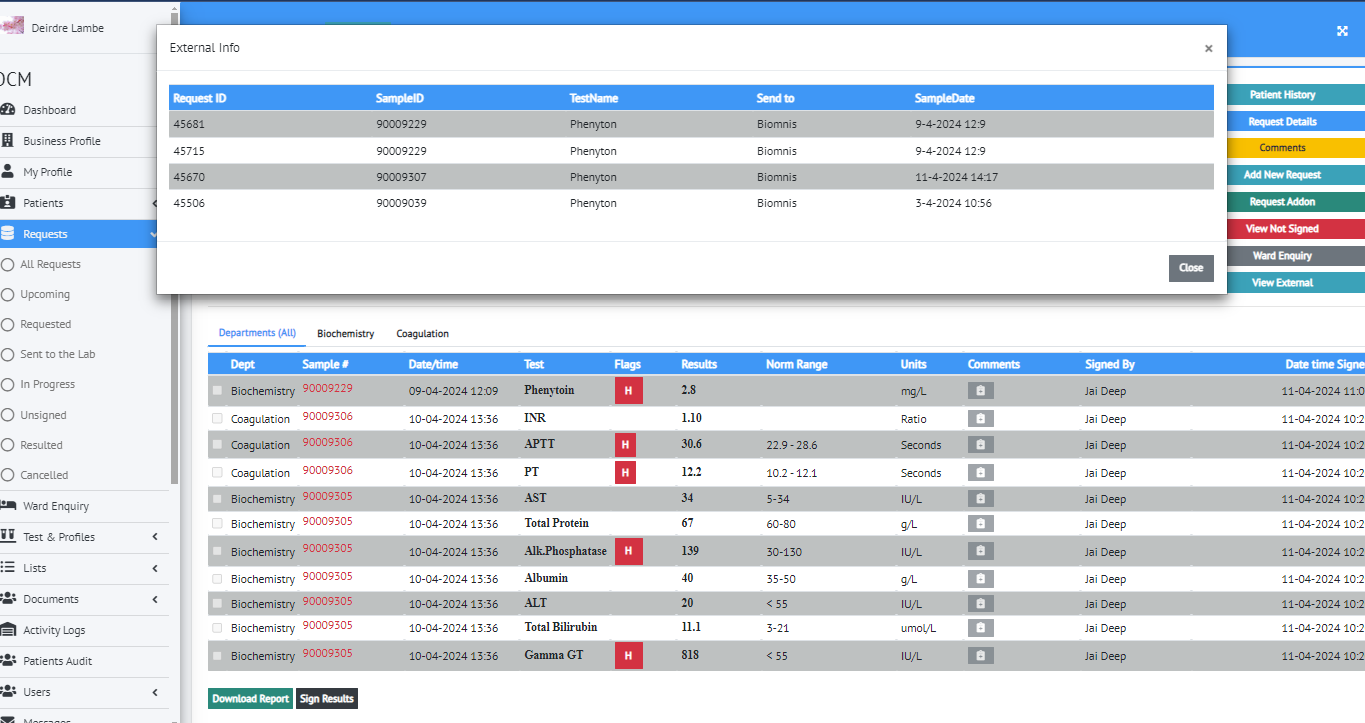 Deirdre Lambe
OCM
Dashboard
Business Profile
My Profile
Patients
Requests
All Requests
Upcoming
Requested
Sent to the Lab
In Progress
Unsigned
Resulted
Cancelled
Ward Enquiry
Test & Profiles
Lists
Documents
Activity Logs
Patients Audit
Users
Messages
External Info ×
Request ID SampleID TestName Send to SampleDate
45681 90009229 Phenyton Biomnis 9-4-2024 12:9
45715 90009229 Phenyton Biomnis 9-4-2024 12:9
45670 90009307 Phenyton Biomnis 11-4-2024 14:17
45506 90009039 Phenyton Biomnis 3-4-2024 10:56
Close
Patient History
Request Details
Comments
Add New Request
Request Addon
View Not Signed
Ward Enquiry
View External
Departments (All) Biochemistry Coagulation
Dept Sample # Date/time Test Flags Results Norm Range Units Comments Signed By Date time Signe
Biochemistry 90009229 09-04-2024 12:09 Phenytoin H 2.8 mg/L Jai Deep 11-04-2024 11:0
Coagulation 90009306 10-04-2024 13:36 INR 1.10 Ratio Jai Deep 11-04-2024 10:2
Coagulation 90009306 10-04-2024 13:36 APTT H 30.6 22.9 - 28.6 Seconds Jai Deep 11-04-2024 10:2
Coagulation 90009306 10-04-2024 13:36 PT H 12.2 10.2 - 12.1 Seconds Jai Deep 11-04-2024 10:2
Biochemistry 90009305 10-04-2024 13:36 AST 34 5-34 IU/L Jai Deep 11-04-2024 10:2
Biochemistry 90009305 10-04-2024 13:36 Total Protein 67 60-80 g/L Jai Deep 11-04-2024 10:2
Biochemistry 90009305 10-04-2024 13:36 Alk.Phosphatase H 139 30-130 IU/L Jai Deep 11-04-2024 10:2
Biochemistry 90009305 10-04-2024 13:36 Albumin 40 35-50 g/L Jai Deep 11-04-2024 10:2
Biochemistry 90009305 10-04-2024 13:36 ALT 20 < 55 IU/L Jai Deep 11-04-2024 10:2
Biochemistry 90009305 10-04-2024 13:36 Total Bilirubin 11.1 3-21 umol/L Jai Deep 11-04-2024 10:2
Biochemistry 90009305 10-04-2024 13:36 Gamma GT H 818 < 55 IU/L Jai Deep 11-04-2024 10:2
Download Report Sign Results